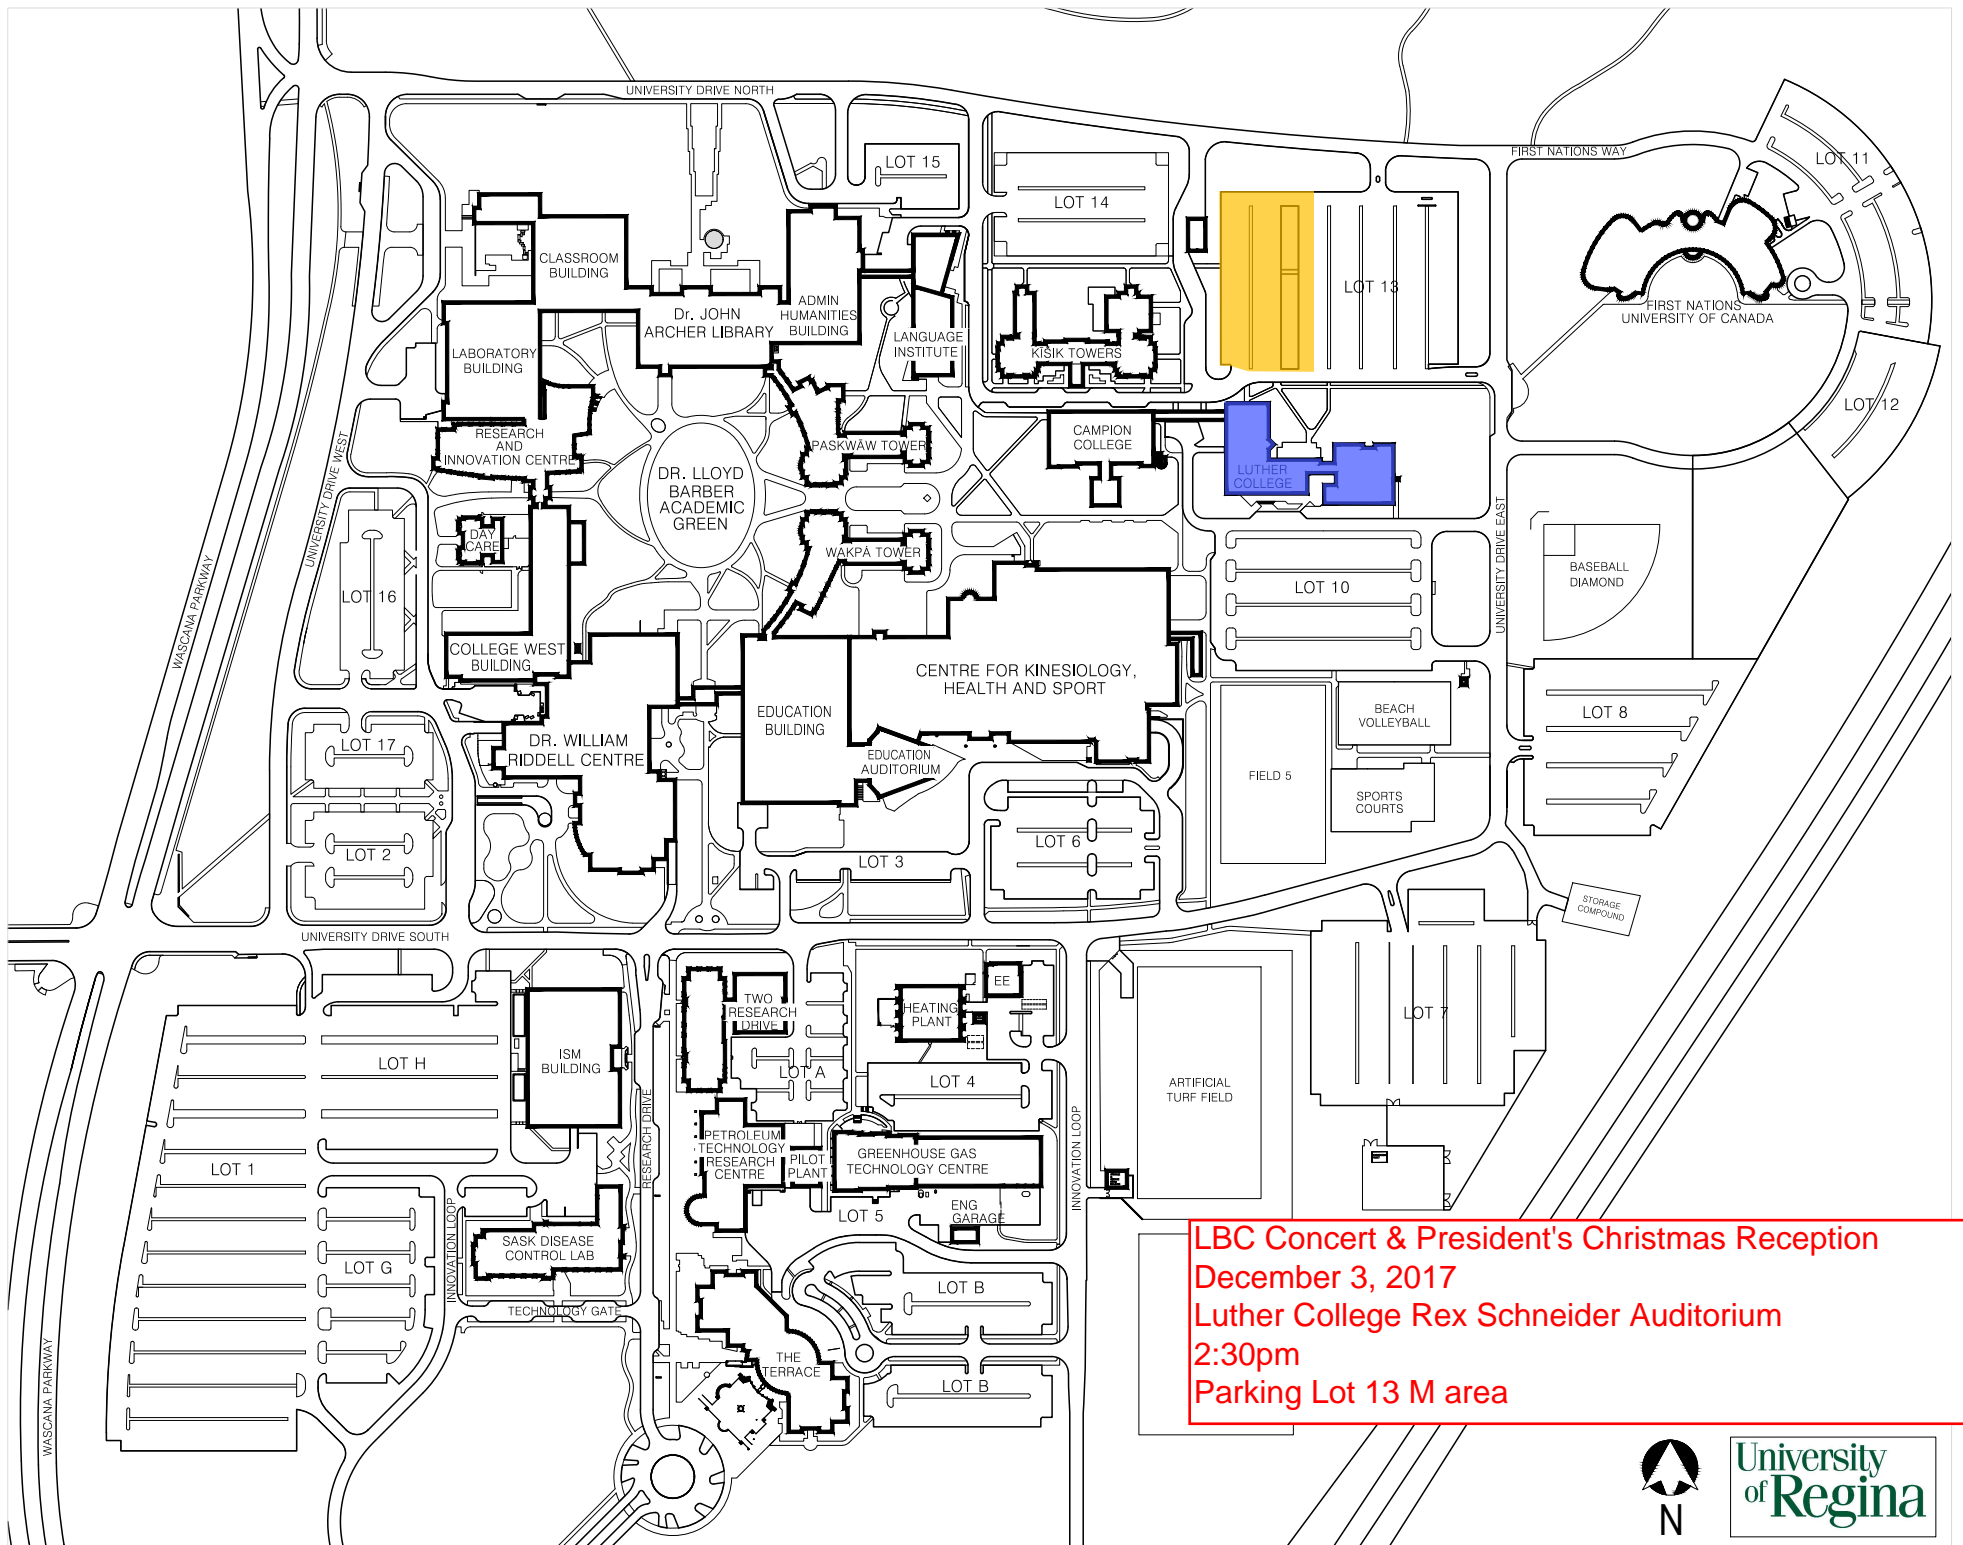 UNIVERSITY DRIVE NORTH
FIRST NATIONS WAY
LOT 15
LOT 11
LOT 14
CLASSROOM
BUILDING
Dr. JOHN
ARCHER LIBRARY
ADMIN
HUMANITIES
BUILDING
LANGUAGE
INSTITUTE
KĪSIK TOWERS
LOT 13
FIRST NATIONS
UNIVERSITY OF CANADA
LABORATORY
BUILDING
LOT 12
RESEARCH
AND
INNOVATION CENTRE
PASKWĀW TOWER
CAMPION
COLLEGE
LUTHER
COLLEGE
DR. LLOYD
BARBER
ACADEMIC
GREEN
UNIVERSITY DRIVE WEST
UNIVERSITY DRIVE EAST
WASCANA PARKWAY
DAY
CARE
WAKPĀ TOWER
LOT 16
LOT 10
BASEBALL
DIAMOND
COLLEGE WEST
BUILDING
CENTRE FOR KINESIOLOGY,
HEALTH AND SPORT
EDUCATION
BUILDING
BEACH
VOLLEYBALL
LOT 8
LOT 17
DR. WILLIAM
RIDDELL CENTRE
EDUCATION
AUDITORIUM
FIELD 5
SPORTS
COURTS
LOT 2
LOT 3
LOT 6
STORAGE
COMPOUND
UNIVERSITY DRIVE SOUTH
TWO
RESEARCH
DRIVE
EE
HEATING
PLANT
LOT 7
LOT H
ISM
BUILDING
LOT A
LOT 4
ARTIFICIAL
TURF FIELD
RESEARCH DRIVE
INNOVATION LOOP
PETROLEUM
TECHNOLOGY
RESEARCH
CENTRE
PILOT
PLANT
GREENHOUSE GAS
TECHNOLOGY CENTRE
LOT 1
LOT 5
ENG
GARAGE
INNOVATION LOOP
SASK DISEASE
CONTROL LAB
LOT G
TECHNOLOGY GATE
LOT B
THE
TERRACE
LOT B
WASCANA PARKWAY
LBC Concert & President's Christmas Reception
December 3, 2017
Luther College Rex Schneider Auditorium
2:30pm
Parking Lot 13 M area
N
University
of Regina